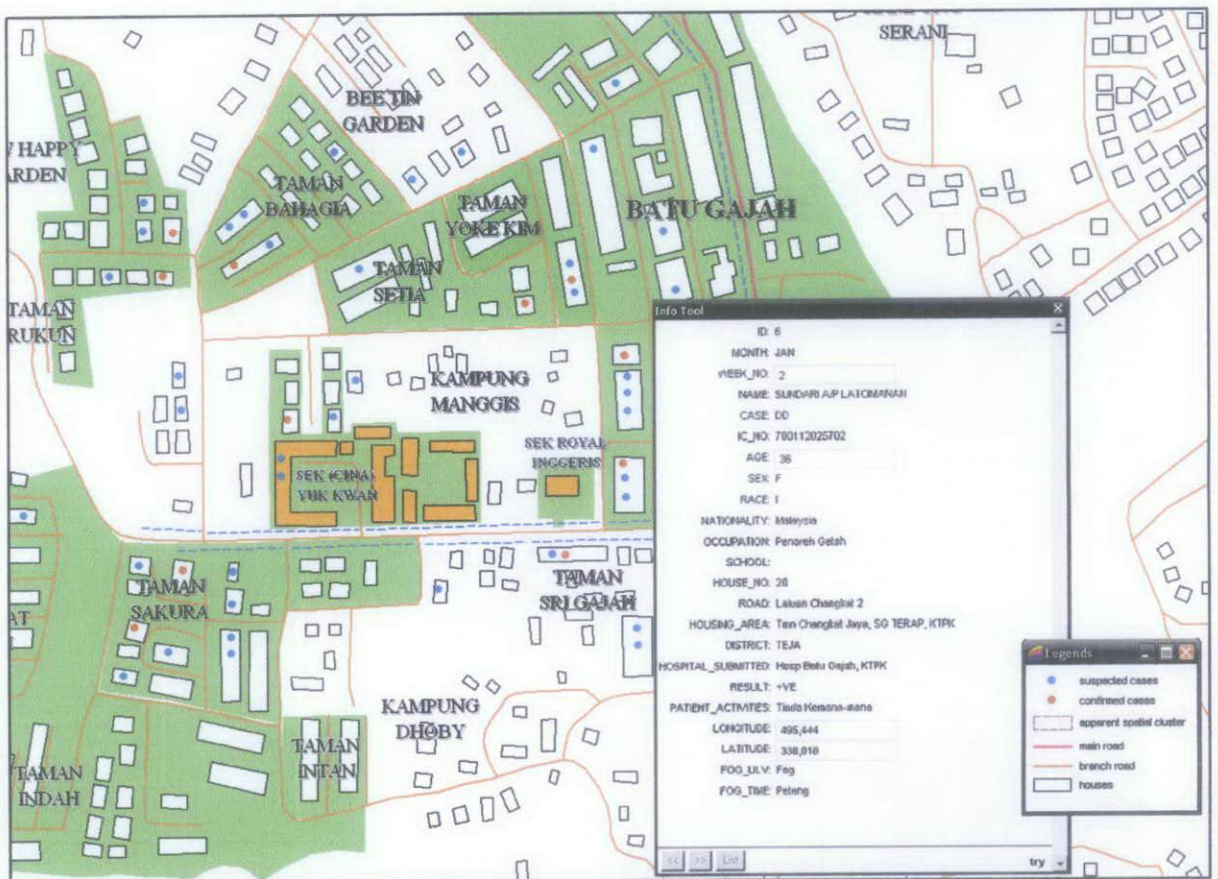 SERANI
BEE TIN
GARDEN
HAPPY
TAMAN
BAHAGIA
TAMAN
YOKE KIM
BATU GAJAH
TAMAN
SETIA
TAMAN
RUKUN
KAMPUNG
MANGGIS
SEK ROYAL
INGGERIS
SEK (CINA)
YUK KWAN
TAMAN
SAKURA
TAMAN
SRI GAJAH
KAMPUNG
DHOBY
TAMAN
INTAN
TAMAN
INDAH
Info Tool
ID: 6
MONTH: JAN
WEEK_NO: 2
NAME: SUNDARI A/P LATCIMANAN
CASE: DD
IC_NO: 780112025702
AGE: 36
SEX: F
RACE: I
NATIONALITY: Malaysia
OCCUPATION: Penoreh Getah
SCHOOL:
HOUSE_NO: 28
ROAD: Laluan Changkat 2
HOUSING_AREA: Tmn Changkat Jaya, SG TERAP, KTPK
DISTRICT: TEJA
HOSPITAL_SUBMITTED: Hosp Batu Gajah, KTPK
RESULT: +VE
PATIENT_ACTIVITIES: Tiada Kemana-mana
LONGITUDE: 495,444
LATITUDE: 338,018
FOG_ULV: Fog
FOG_TIME: Petang
<< >> List
try
Legends
suspected cases
confirmed cases
apparent spatial cluster
main road
branch road
houses